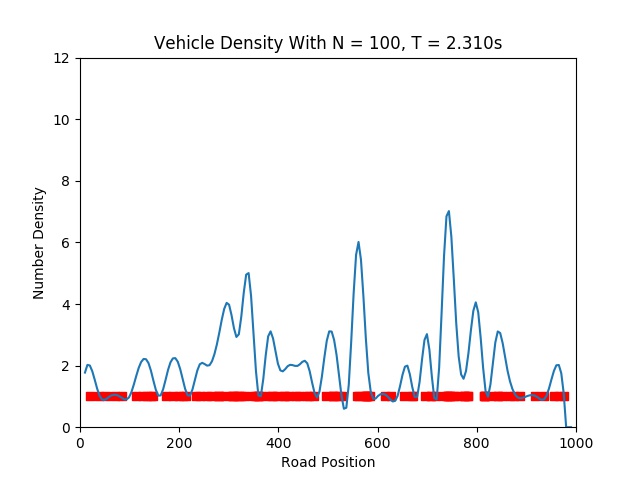 Vehicle Density With N = 100, T = 2.310s
12
10
8
6
4
2
0
Number Density
0 200 400 600 800 1000
Road Position